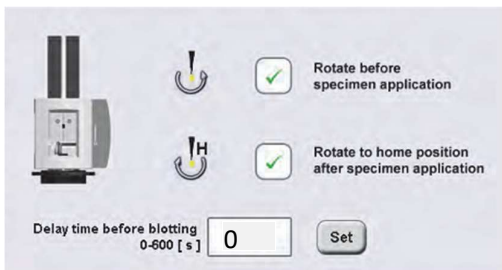 Rotate before
specimen application
H
Rotate to home position
after specimen application
Delay time before blotting
0-600 [ s ]
0
Set